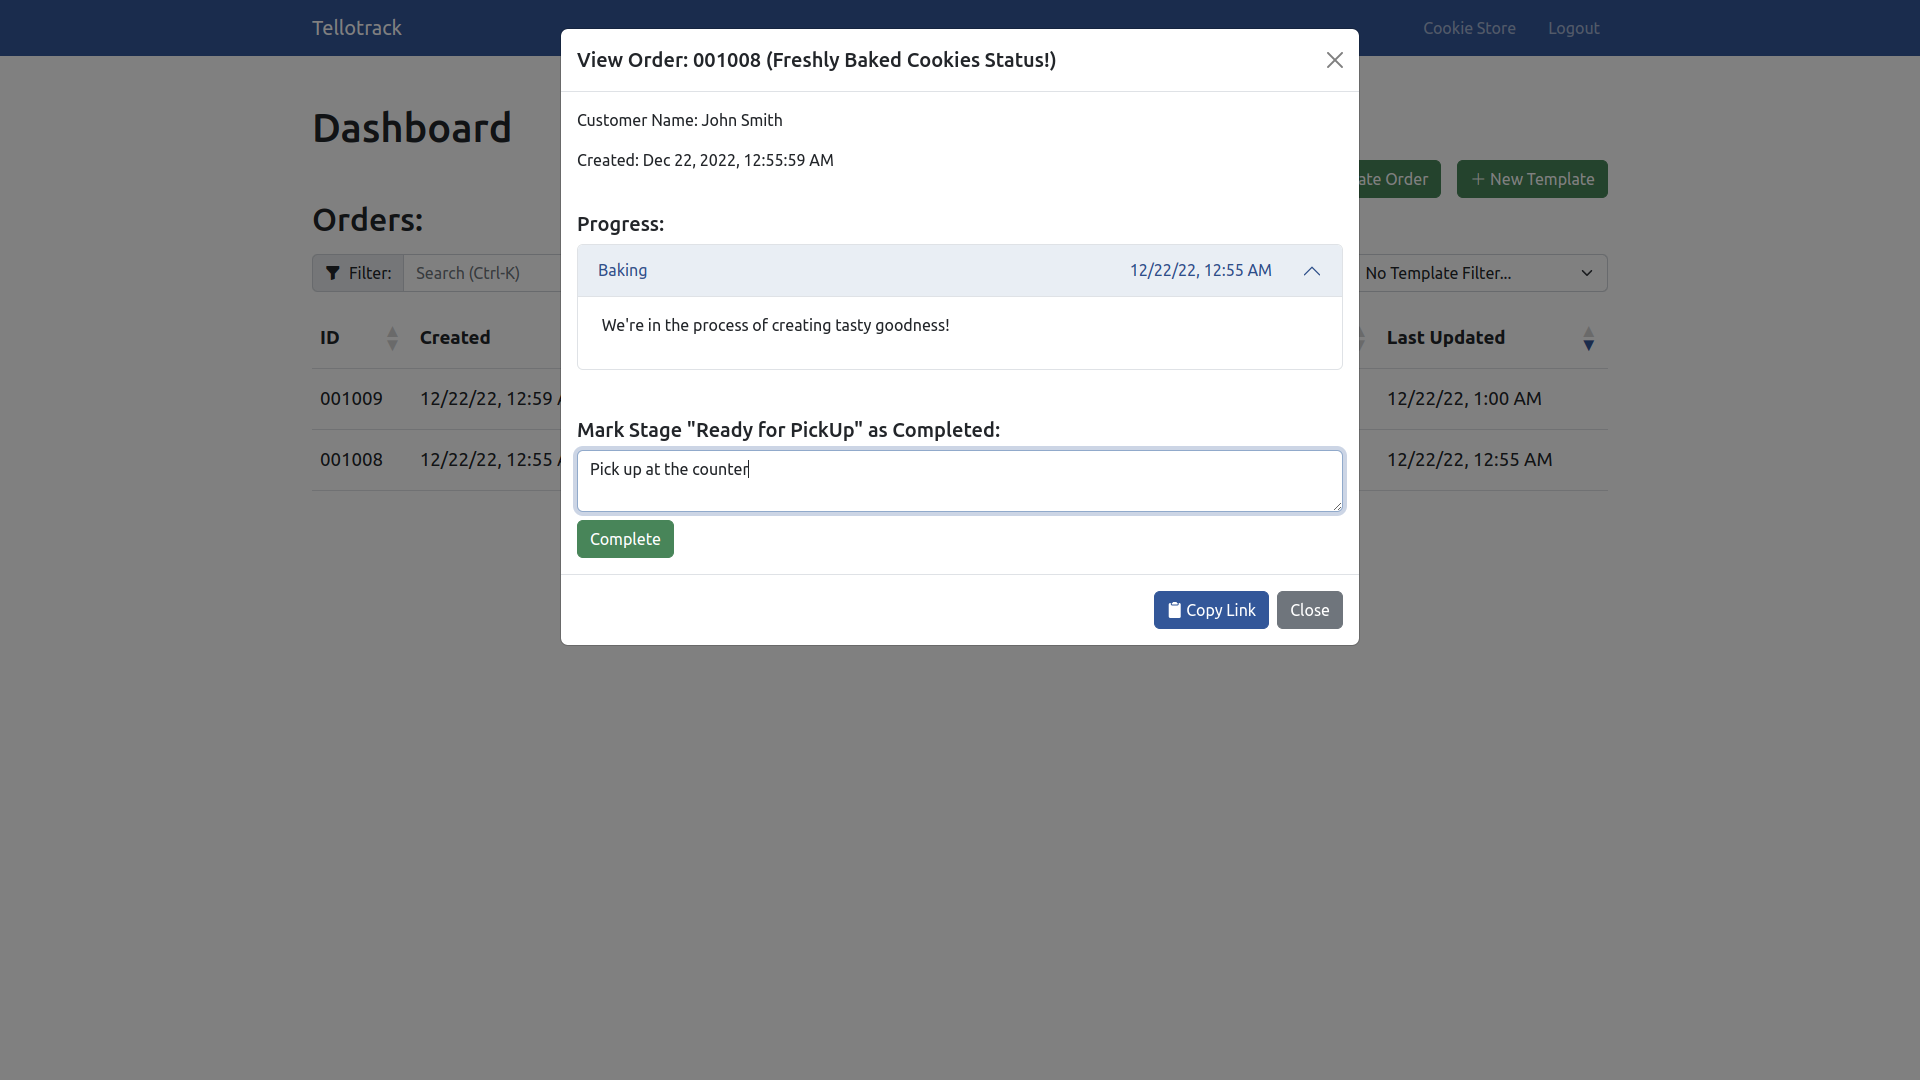 Tellotrack
Cookie Store
Logout
View Order: 001008 (Freshly Baked Cookies Status!)
Customer Name: John Smith
Created: Dec 22, 2022, 12:55:59 AM
Progress:
Baking
12/22/22, 12:55 AM
We're in the process of creating tasty goodness!
Mark Stage "Ready for PickUp" as Completed:
Pick up at the counter
Complete
Copy Link
Close
Dashboard
Order
+ New Template
Orders:
Filter:
Search (Ctrl-K)
No Template Filter...
ID
Created
Last Updated
001009
12/22/22, 12:59
12/22/22, 1:00 AM
001008
12/22/22, 12:55
12/22/22, 12:55 AM